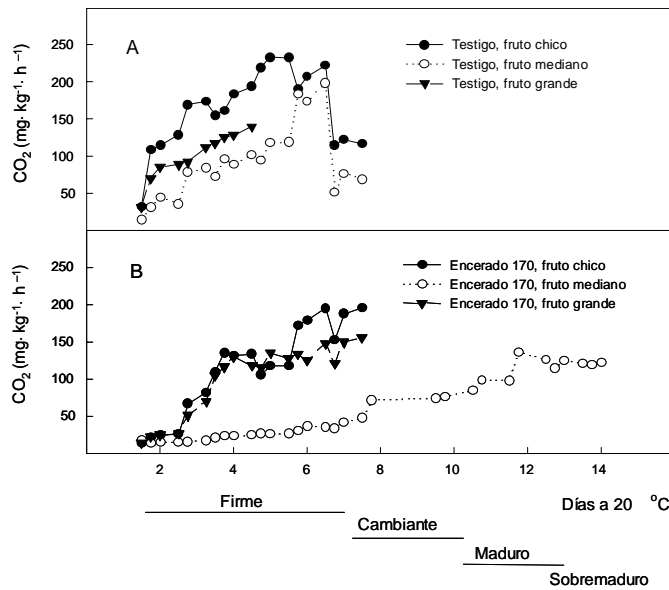 A
CO₂ (mg· kg⁻¹· h⁻¹)
250
200
150
100
50
Testigo, fruto chico
Testigo, fruto mediano
Testigo, fruto grande
B
CO₂ (mg· kg⁻¹· h⁻¹)
250
200
150
100
50
Encerado 170, fruto chico
Encerado 170, fruto mediano
Encerado 170, fruto grande
2 4 6 8 10 12 14
Firme
Días a 20 °C
Cambiante
Maduro
Sobremaduro